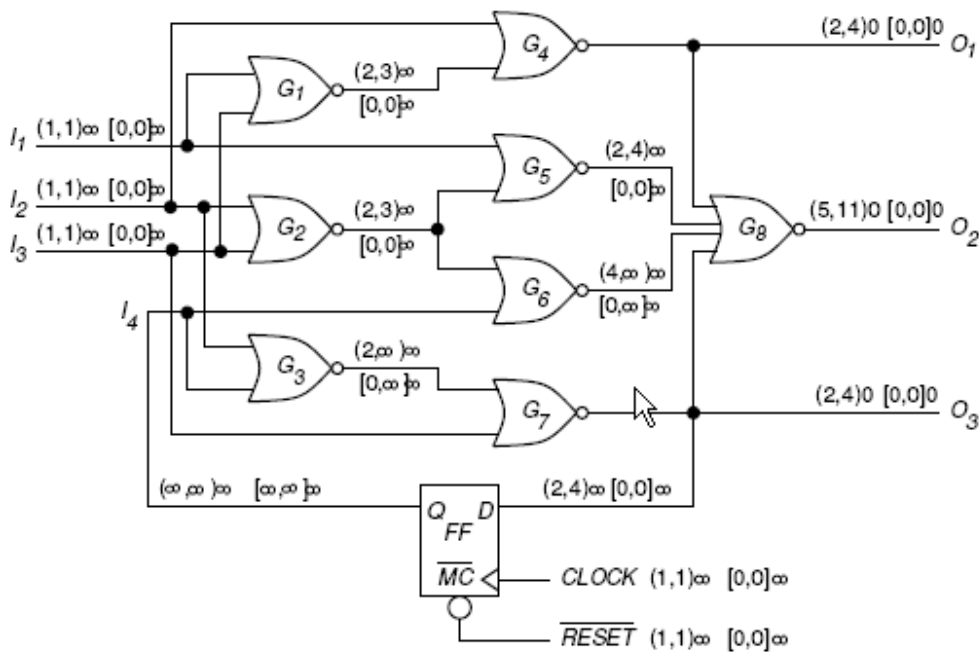 (2,4)0 [0,0]0 O1
G4
(2,3)∞
G1
[0,0]∞
I1 (1,1)∞ [0,0]∞
G5 (2,4)∞
[0,0]∞
I2 (1,1)∞ [0,0]∞
(2,3)∞
G2
[0,0]∞
G8 (5,11)0 [0,0]0 O2
I3 (1,1)∞ [0,0]∞
(4,∞)∞
G6
[0,∞]∞
I4
(2,∞)∞
G3
[0,∞]∞
G7
(2,4)0 [0,0]0 O3
(∞,∞)∞ [∞,∞]∞
Q D
FF
MC
(2,4)∞ [0,0]∞
CLOCK (1,1)∞ [0,0]∞
RESET (1,1)∞ [0,0]∞